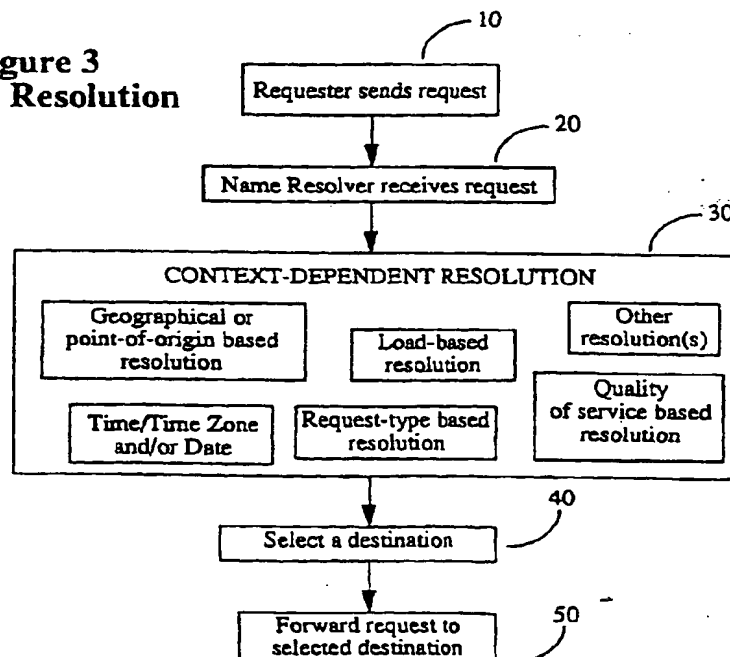 gure 3
Resolution
10
Requester sends request
20
Name Resolver receives request
30
CONTEXT-DEPENDENT RESOLUTION
Geographical or
point-of-origin based
resolution
Load-based
resolution
Other
resolution(s)
Time/Time Zone
and/or Date
Request-type based
resolution
Quality
of service based
resolution
40
Select a destination
50
Forward request to
selected destination